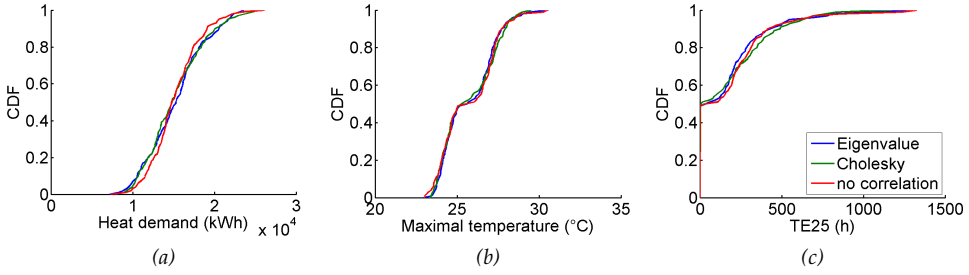 1
0.8
0.6
0.4
0.2
0
CDF
0 1 2 3
Heat demand (kWh)
x 10^4
(a)
1
0.8
0.6
0.4
0.2
0
CDF
20 25 30 35
Maximal temperature (°C)
(b)
1
0.8
0.6
0.4
0.2
0
CDF
0 500 1000 1500
TE25 (h)
Eigenvalue
Cholesky
no correlation
(c)